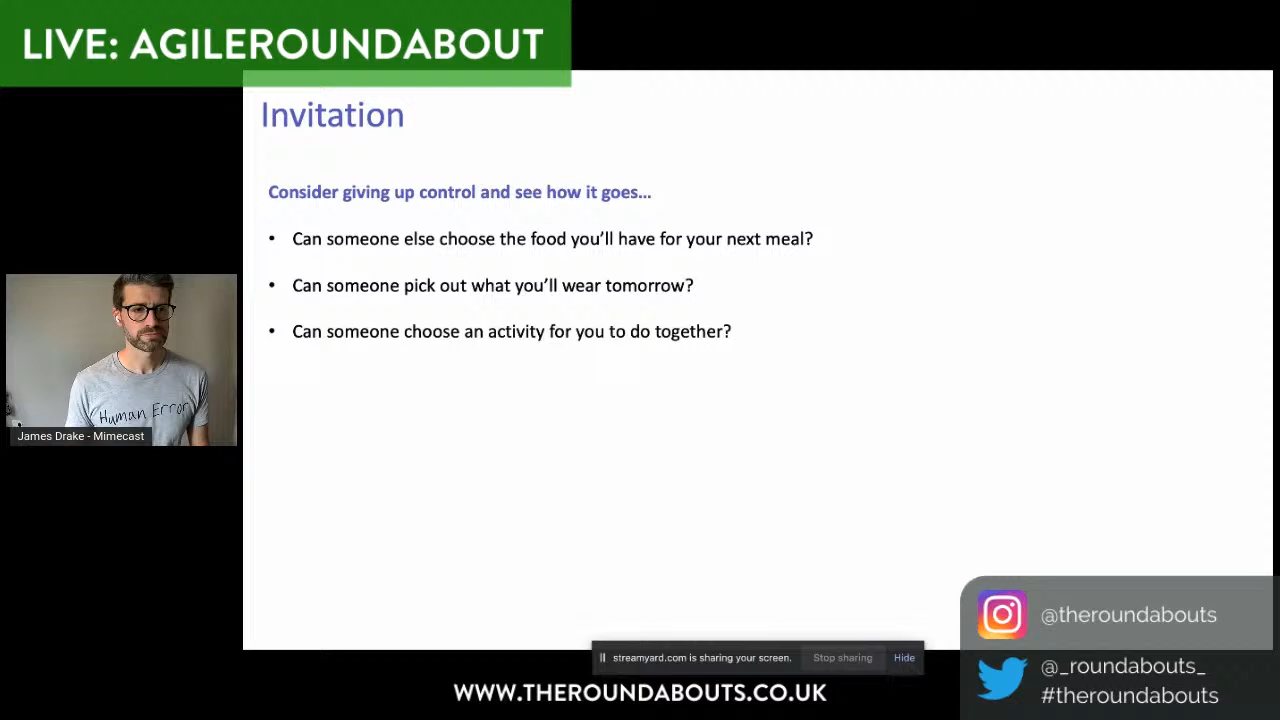 LIVE: AGILEROUNDABOUT
Invitation
Consider giving up control and see how it goes…
• Can someone else choose the food you’ll have for your next meal?
• Can someone pick out what you’ll wear tomorrow?
• Can someone choose an activity for you to do together?
Human Error
James Drake - Mimecast
streamyard.com is sharing your screen. Stop sharing Hide
@theroundabouts
@_roundabouts_
#theroundabouts
WWW.THEROUNDABOUTS.CO.UK